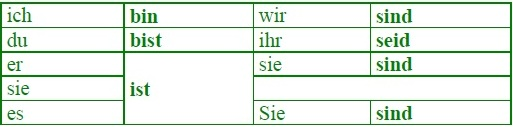 ich bin wir sind
du bist ihr seid
er sie sind
sie ist
es Sie sind